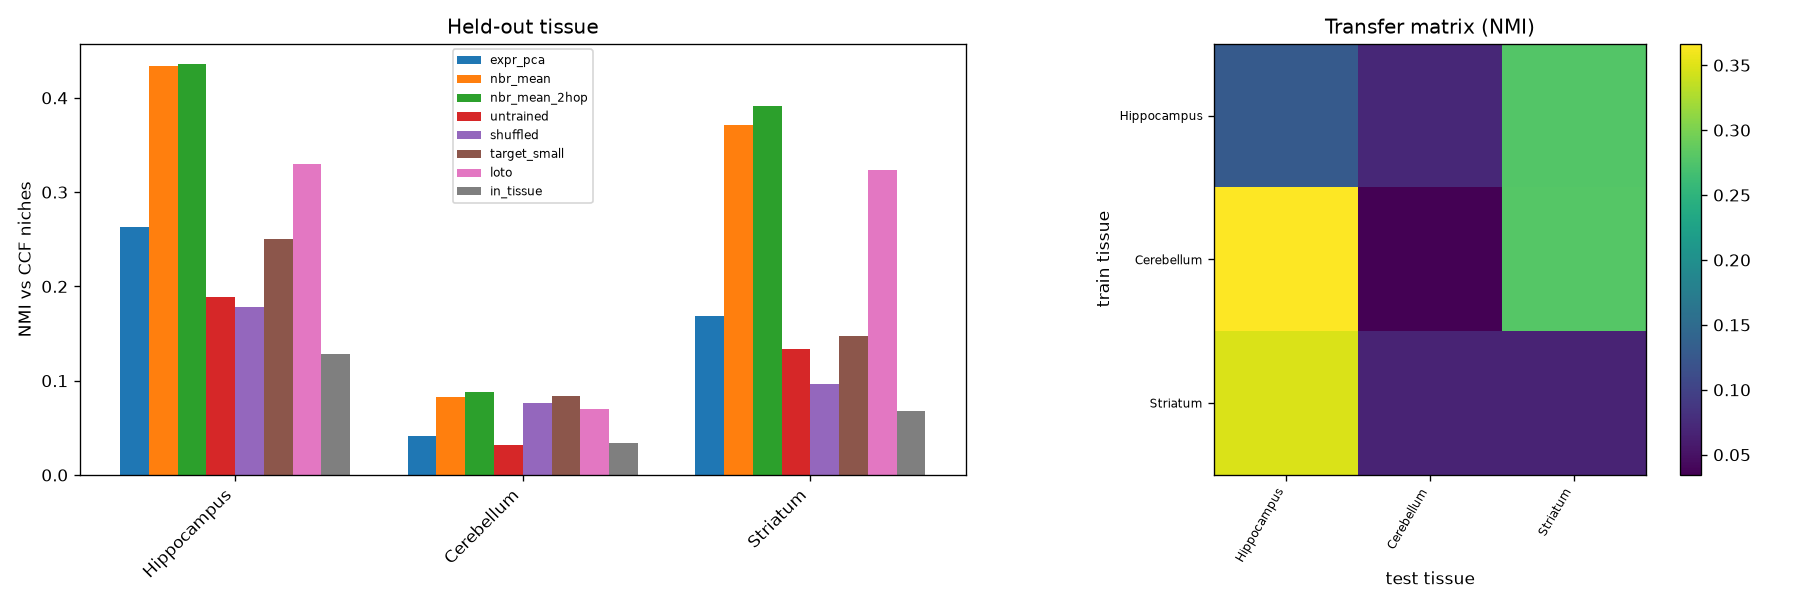 Held-out tissue
NMI vs CCF niches
0.4
0.3
0.2
0.1
0.0
expr_pca
nbr_mean
nbr_mean_2hop
untrained
shuffled
target_small
loto
in_tissue
Hippocampus
Cerebellum
Striatum
Transfer matrix (NMI)
train tissue
Hippocampus
Cerebellum
Striatum
Hippocampus
Cerebellum
Striatum
test tissue
0.35
0.30
0.25
0.20
0.15
0.10
0.05